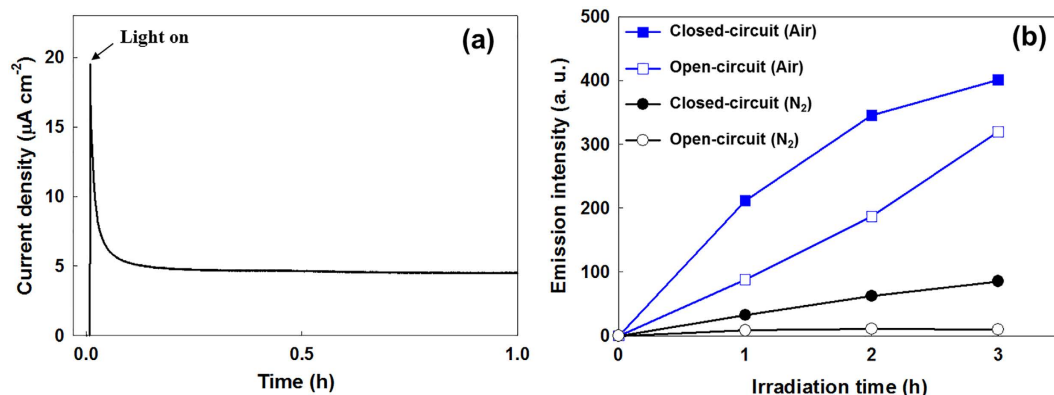 (a)
Light on
20
15
10
5
0
Current density (μA cm⁻²)
0.0
0.5
1.0
Time (h)
(b)
Closed-circuit (Air)
Open-circuit (Air)
Closed-circuit (N₂)
Open-circuit (N₂)
500
400
300
200
100
0
Emission intensity (a. u.)
0
1
2
3
Irradiation time (h)